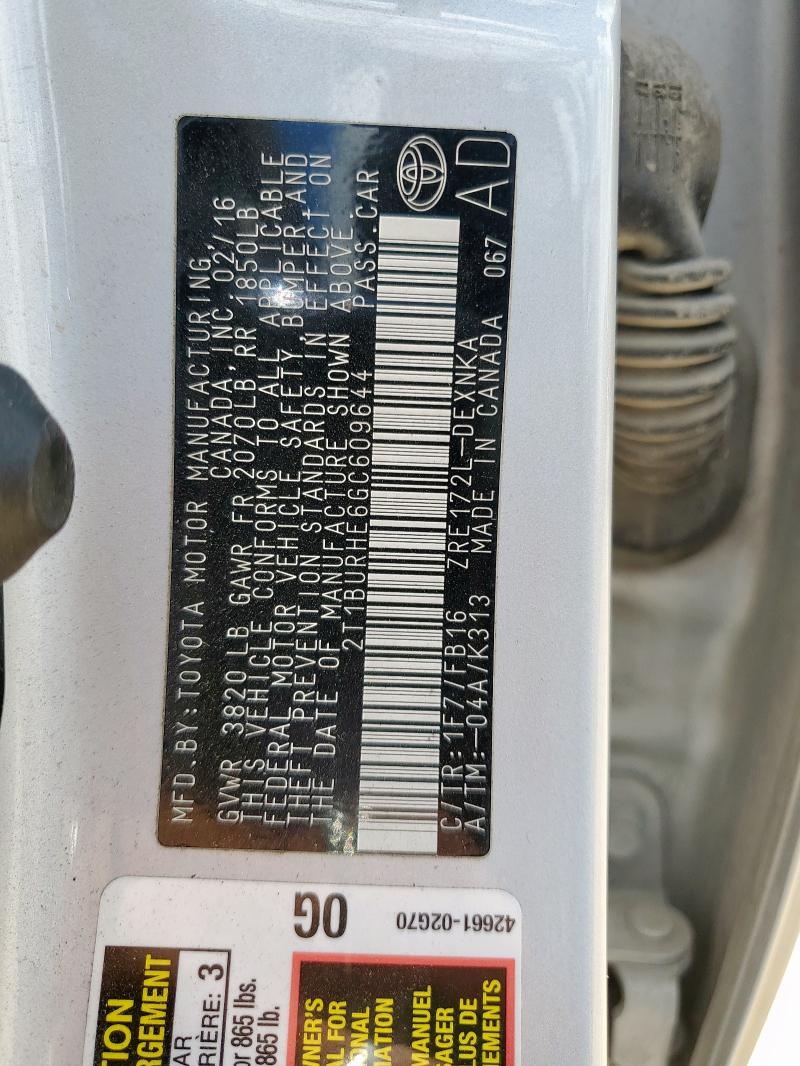 MFD.BY:TOYOTA MOTOR MANUFACTURING,
CANADA,INC.02/16
GVWR 3820LB GAWR FR 2070LB,RR 1850LB
THIS VEHICLE CONFORMS TO ALL APPLICABLE
FEDERAL MOTOR VEHICLE SAFETY, BUMPER,AND
THEFT PREVENTION STANDARDS IN EFFECT ON
THE DATE OF MANUFACTURE SHOWN ABOVE.
2T1BURHE6GC609644 PASS.CAR
C/TR:1F7/FB16 ZRE172L-DEXNKA
A/TM:-04A/K313 MADE IN CANADA 067 AD
0G
42661-02G70
TION
RGEMENT
AR
RIÈRE: 3
or 865 lbs.
865 lb.
WNER'S
AL FOR
ONAL
MATION
MANUEL
AGER
LUS DE
NEMENTS